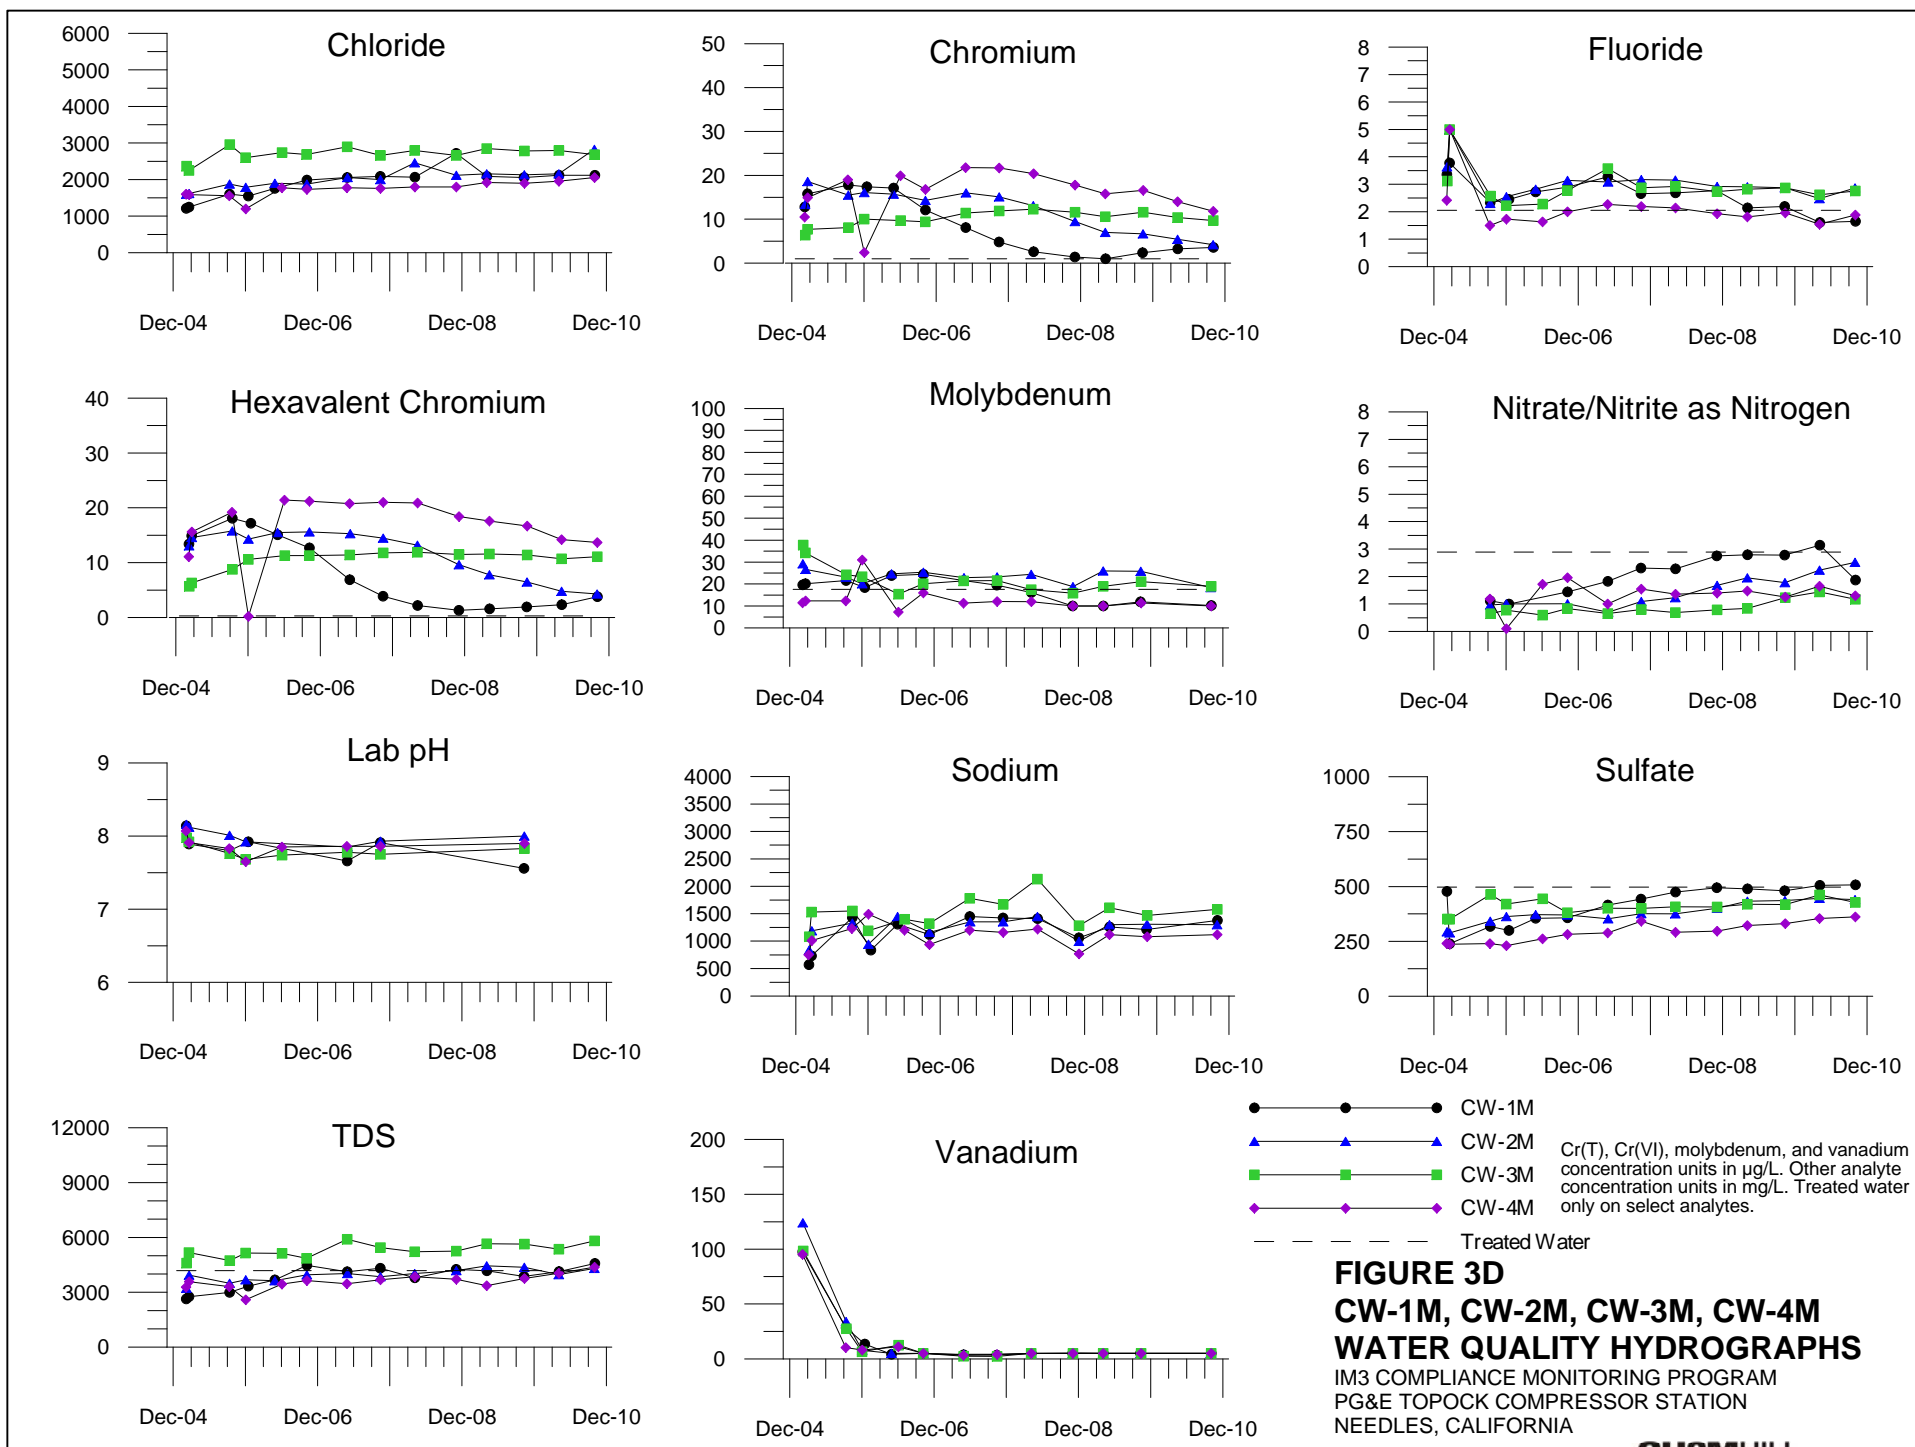 Chloride
6000
5000
4000
3000
2000
1000
0
Dec-04 Dec-06 Dec-08 Dec-10
Chromium
50
40
30
20
10
0
Dec-04 Dec-06 Dec-08 Dec-10
Fluoride
8
7
6
5
4
3
2
1
0
Dec-04 Dec-06 Dec-08 Dec-10
Hexavalent Chromium
40
30
20
10
0
Dec-04 Dec-06 Dec-08 Dec-10
Molybdenum
100
90
80
70
60
50
40
30
20
10
0
Dec-04 Dec-06 Dec-08 Dec-10
Nitrate/Nitrite as Nitrogen
8
7
6
5
4
3
2
1
0
Dec-04 Dec-06 Dec-08 Dec-10
Lab pH
9
8
7
6
Dec-04 Dec-06 Dec-08 Dec-10
Sodium
4000
3500
3000
2500
2000
1500
1000
500
0
Dec-04 Dec-06 Dec-08 Dec-10
Sulfate
1000
750
500
250
0
Dec-04 Dec-06 Dec-08 Dec-10
TDS
12000
9000
6000
3000
0
Dec-04 Dec-06 Dec-08 Dec-10
Vanadium
200
150
100
50
0
Dec-04 Dec-06 Dec-08 Dec-10
CW-1M
CW-2M
CW-3M
CW-4M
Treated Water
Cr(T), Cr(VI), molybdenum, and vanadium
concentration units in µg/L. Other analyte
concentration units in mg/L. Treated water
only on select analytes.
FIGURE 3D
CW-1M, CW-2M, CW-3M, CW-4M
WATER QUALITY HYDROGRAPHS
IM3 COMPLIANCE MONITORING PROGRAM
PG&E TOPOCK COMPRESSOR STATION
NEEDLES, CALIFORNIA